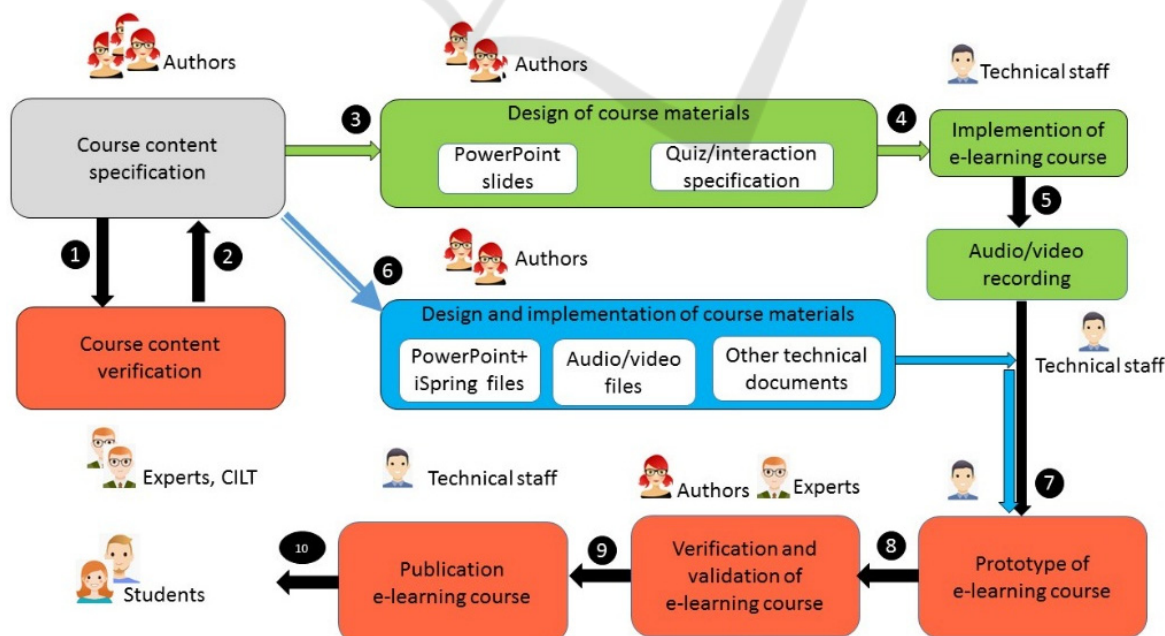 Authors
Authors
Technical staff
Course content
specification
3
Design of course materials
PowerPoint
slides
Quiz/interaction
specification
4
Implemention of
e-learning course
5
1
2
6
Authors
Audio/video
recording
Course content
verification
Design and implementation of course materials
PowerPoint+
iSpring files
Audio/video
files
Other technical
documents
Technical staff
Experts, CILT
Technical staff
Authors
Experts
7
Students
10
Publication
e-learning course
9
Verification and
validation of
e-learning course
8
Prototype of
e-learning course